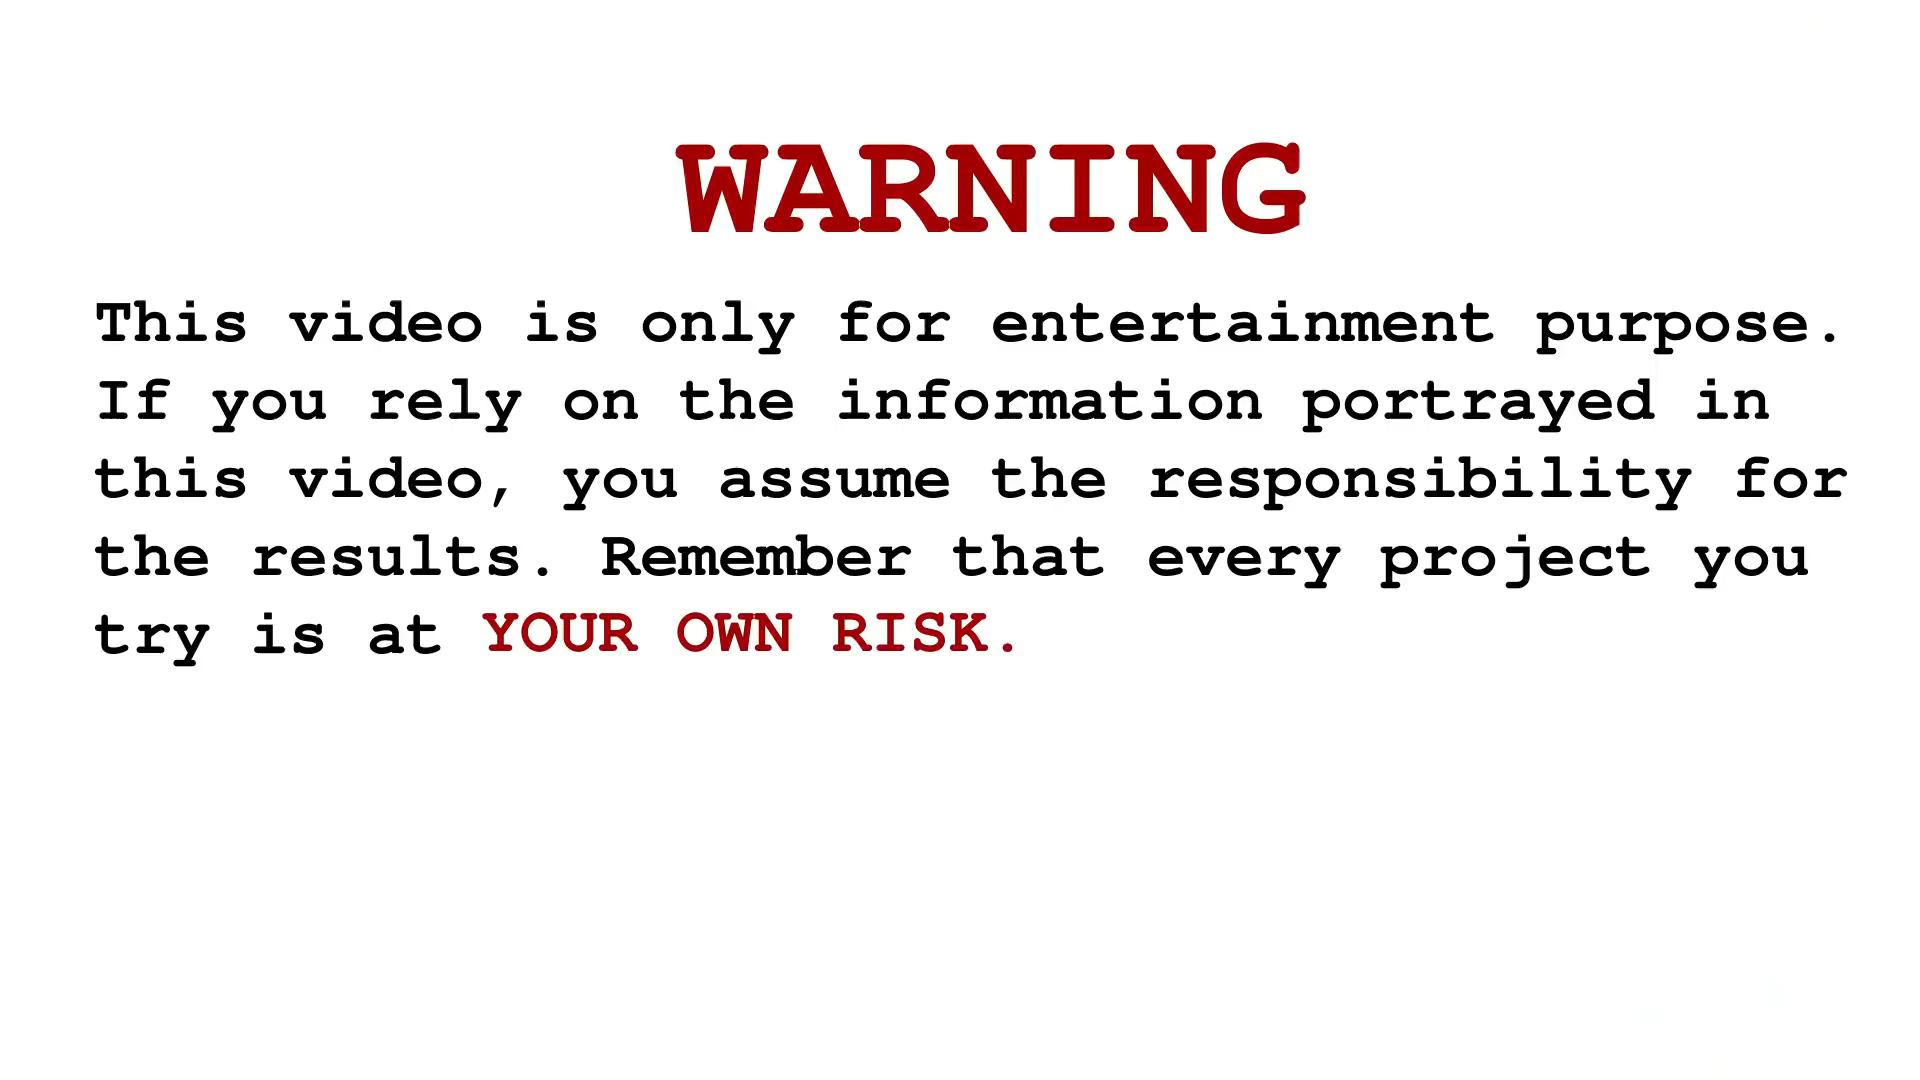 WARNING
This video is only for entertainment purpose.
If you rely on the information portrayed in
this video, you assume the responsibility for
the results. Remember that every project you
try is at YOUR OWN RISK.